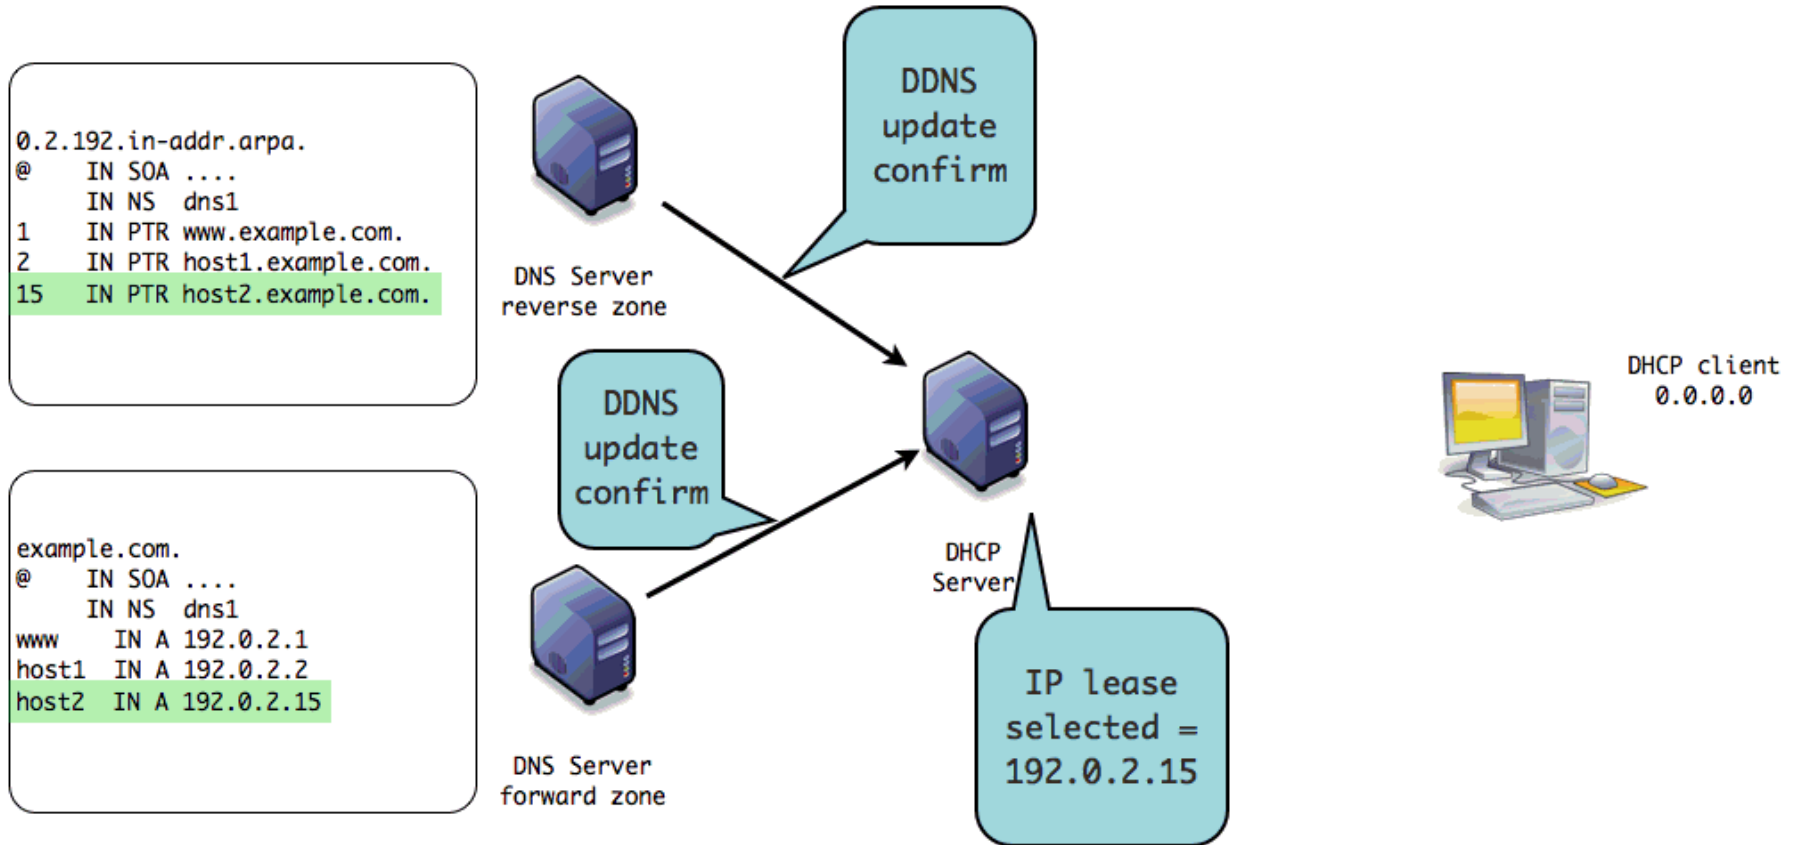 0.2.192.in-addr.arpa.
@    IN SOA ....
     IN NS  dns1
1    IN PTR www.example.com.
2    IN PTR host1.example.com.
15   IN PTR host2.example.com.
DNS Server
reverse zone
DDNS
update
confirm
DDNS
update
confirm
DHCP client
0.0.0.0
example.com.
@    IN SOA ....
     IN NS  dns1
www    IN A 192.0.2.1
host1  IN A 192.0.2.2
host2  IN A 192.0.2.15
DNS Server
forward zone
DHCP
Server
IP lease
selected =
192.0.2.15